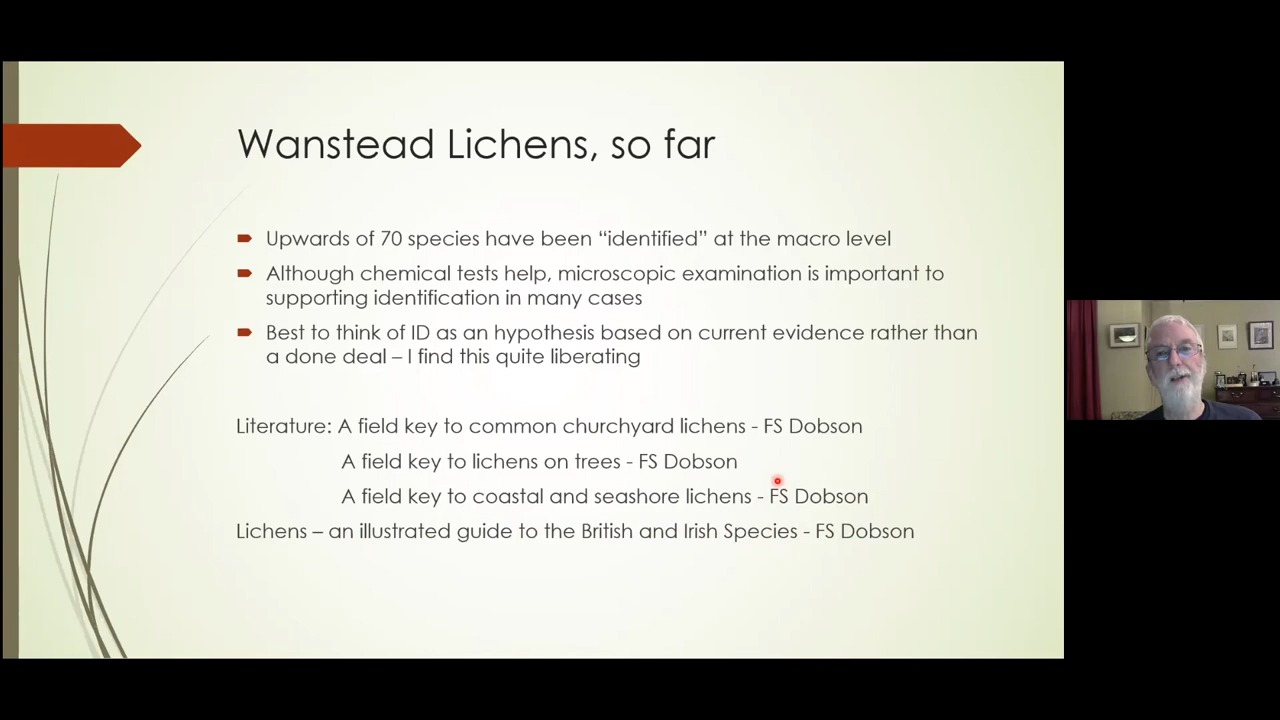 Wanstead Lichens, so far
Upwards of 70 species have been “identified” at the macro level
Although chemical tests help, microscopic examination is important to
supporting identification in many cases
Best to think of ID as an hypothesis based on current evidence rather than
a done deal – I find this quite liberating
Literature: A field key to common churchyard lichens - FS Dobson
A field key to lichens on trees - FS Dobson
A field key to coastal and seashore lichens - FS Dobson
Lichens – an illustrated guide to the British and Irish Species - FS Dobson